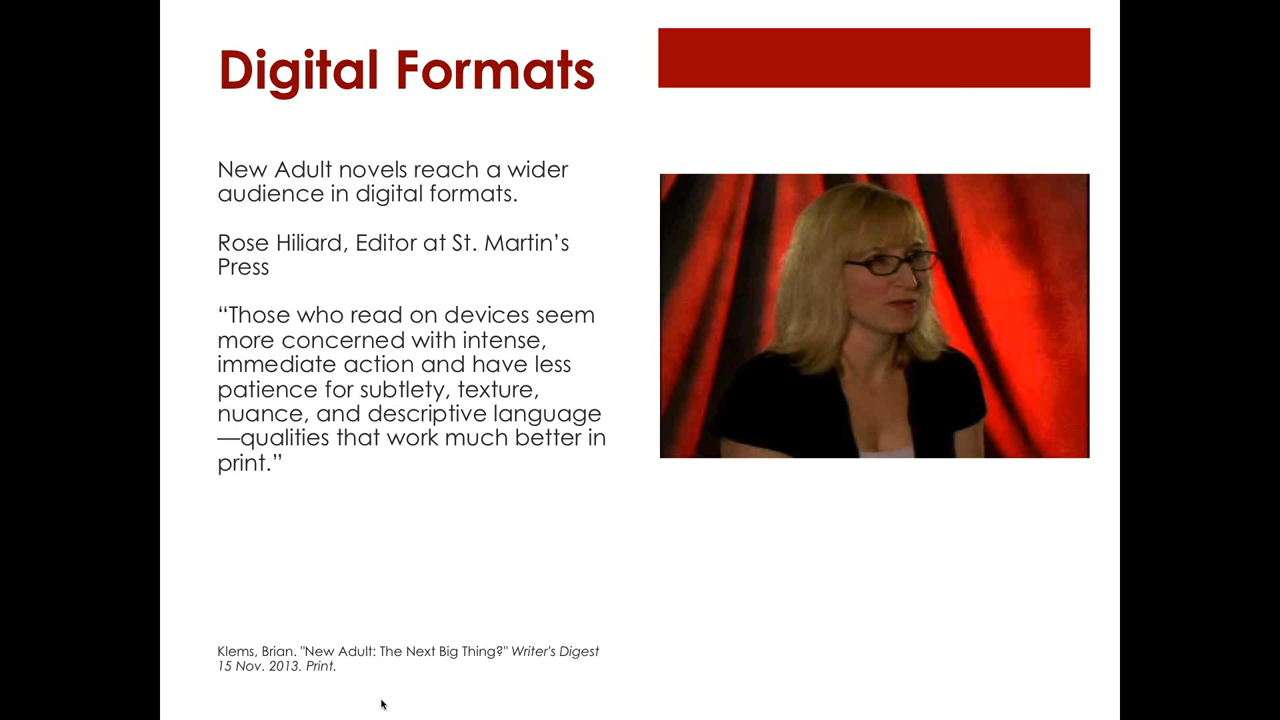 Digital Formats
New Adult novels reach a wider
audience in digital formats.
Rose Hiliard, Editor at St. Martin’s
Press
“Those who read on devices seem
more concerned with intense,
immediate action and have less
patience for subtlety, texture,
nuance, and descriptive language
—qualities that work much better in
print.”
Klems, Brian. "New Adult: The Next Big Thing?" Writer's Digest
15 Nov. 2013. Print.